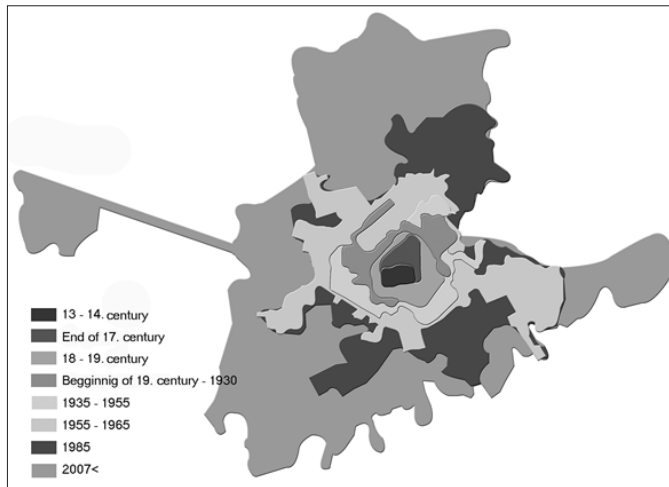 13 - 14. century
End of 17. century
18 - 19. century
Begginnig of 19. century - 1930
1935 - 1955
1955 - 1965
1985
2007<